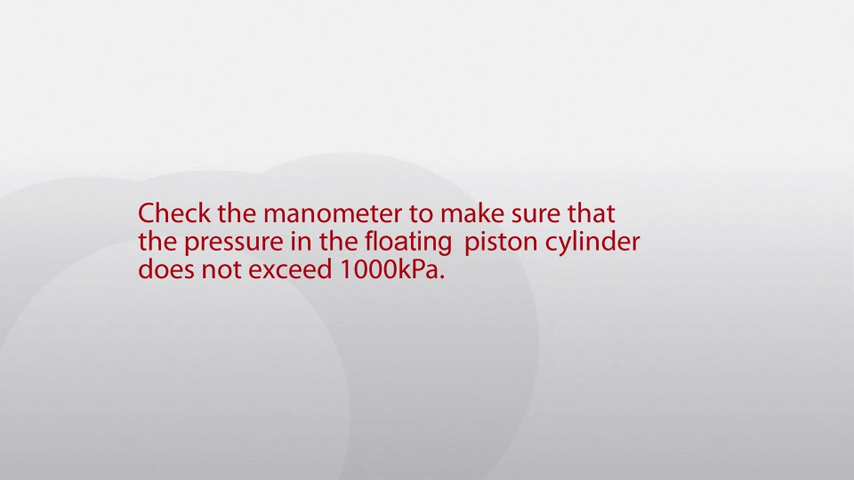 Check the manometer to make sure that
the pressure in the floating  piston cylinder
does not exceed 1000kPa.